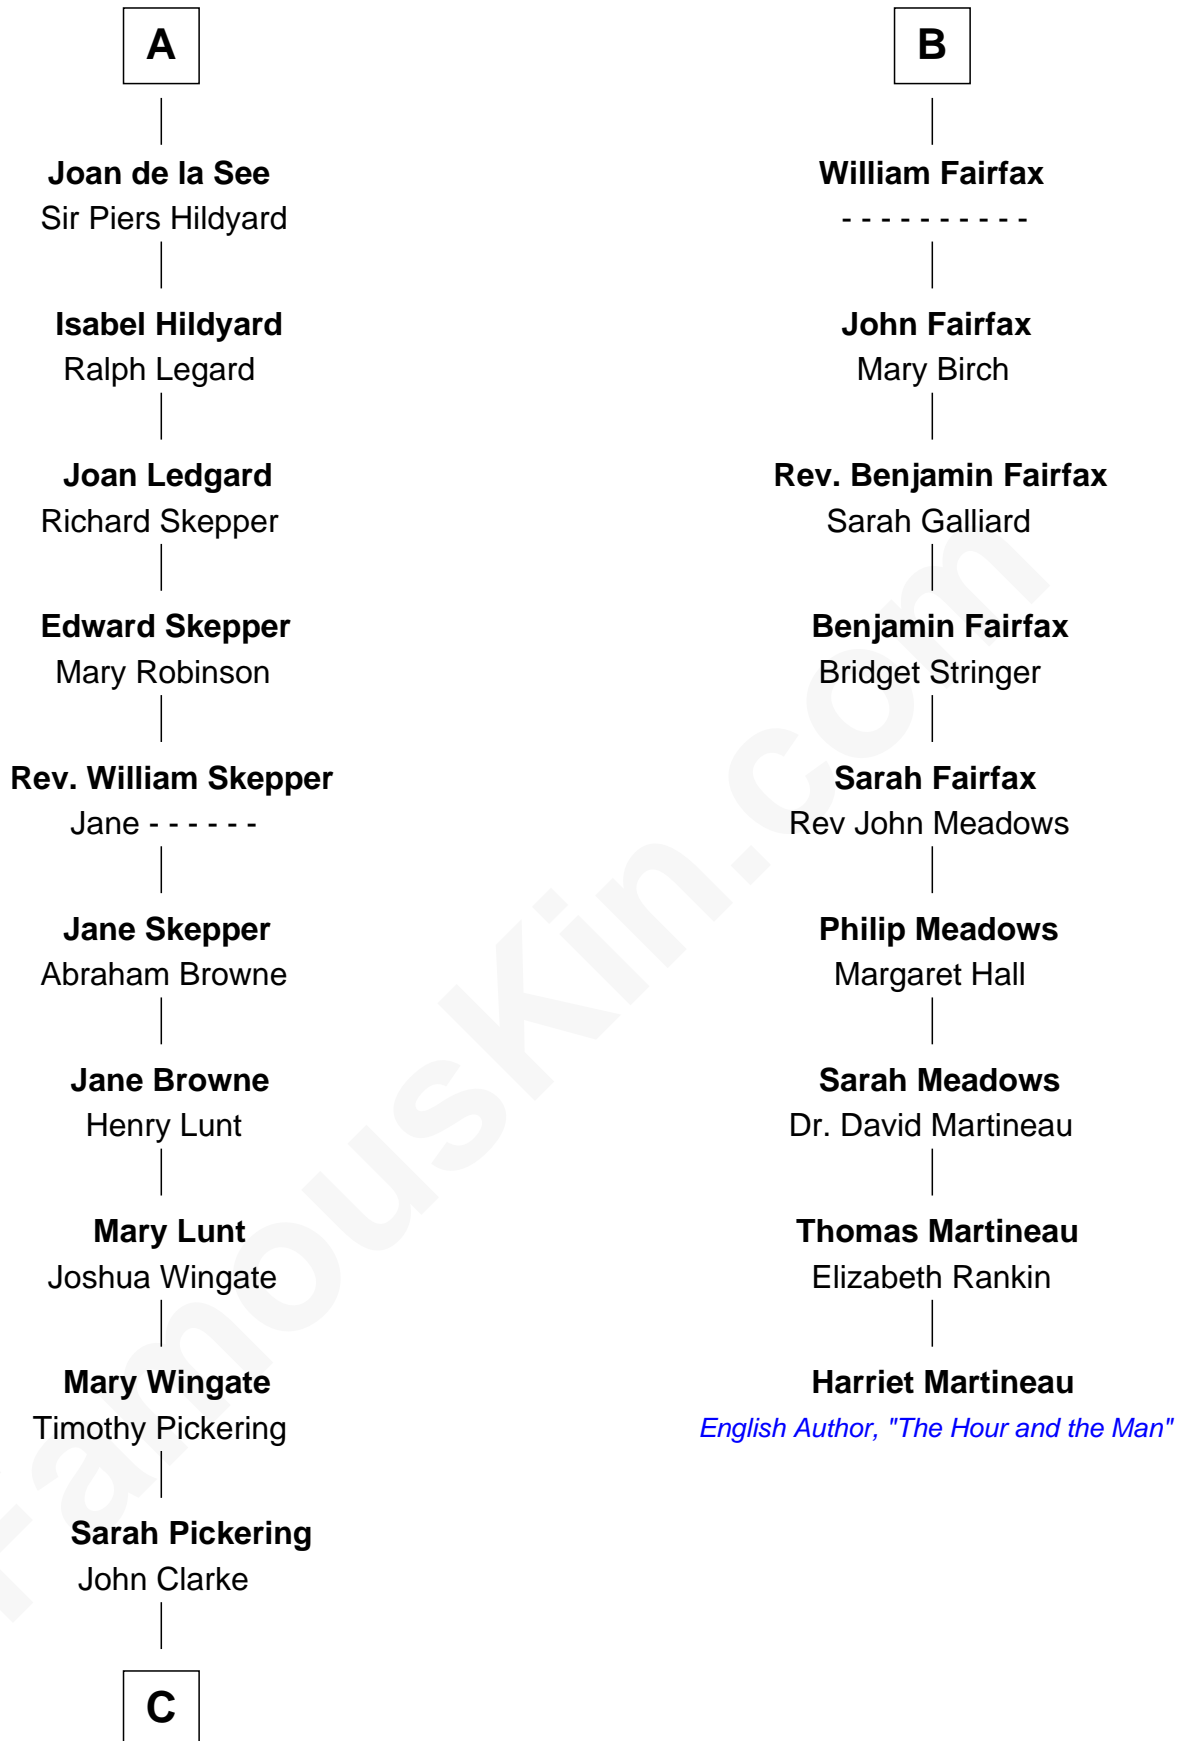 A
Joan de la See
Sir Piers Hildyard
Isabel Hildyard
Ralph Legard
Joan Ledgard
Richard Skepper
Edward Skepper
Mary Robinson
Rev. William Skepper
Jane - - - - - -
Jane Skepper
Abraham Browne
Jane Browne
Henry Lunt
Mary Lunt
Joshua Wingate
Mary Wingate
Timothy Pickering
Sarah Pickering
John Clarke
C
B
William Fairfax
- - - - - - - - - -
John Fairfax
Mary Birch
Rev. Benjamin Fairfax
Sarah Galliard
Benjamin Fairfax
Bridget Stringer
Sarah Fairfax
Rev John Meadows
Philip Meadows
Margaret Hall
Sarah Meadows
Dr. David Martineau
Thomas Martineau
Elizabeth Rankin
Harriet Martineau
English Author, "The Hour and the Man"
FamousKin.com